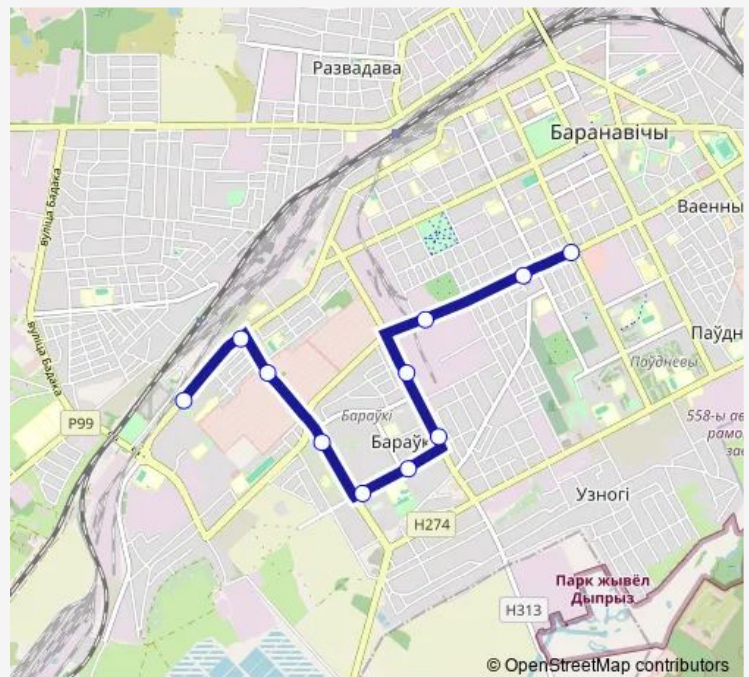 Развадава
Баранавічы
вуліца Бадака
Ваенны
вуліца Бадака
Паўдн
Паўднёвы
P99
Бараўкі
Бараўк
558-ы ав
рамо
зав
H274
Узногі
Парк жывёл
Дыпрыз
H313
© OpenStreetMap contributors